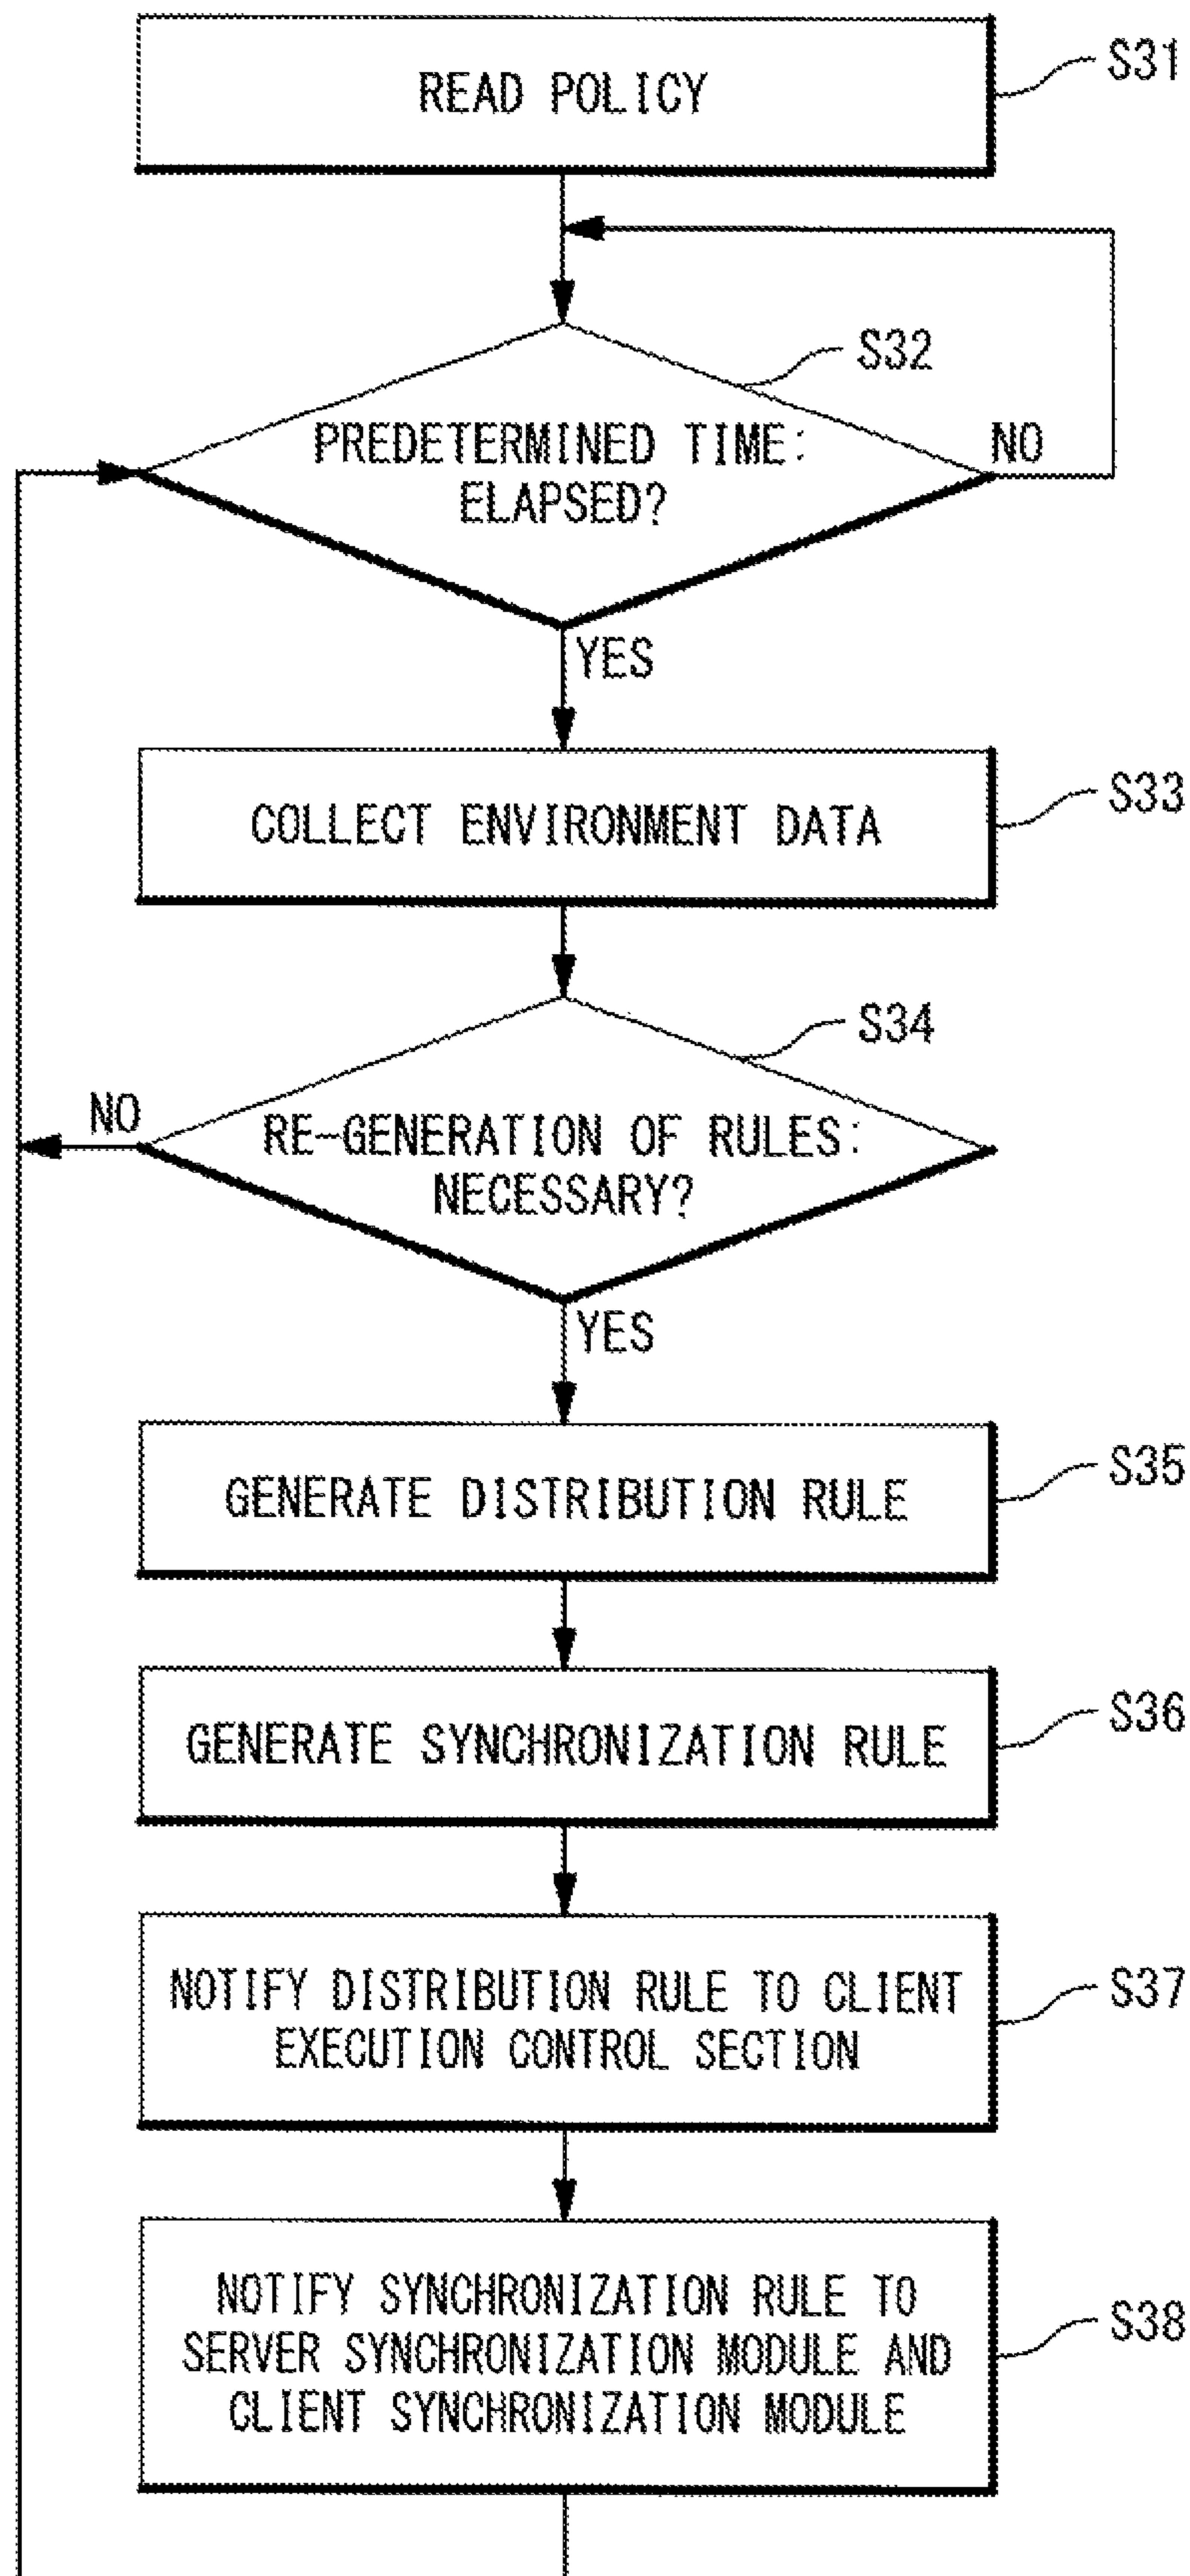 READ POLICY
S31
S32
PREDETERMINED TIME:
ELAPSED?
NO
YES
COLLECT ENVIRONMENT DATA
S33
S34
NO
RE-GENERATION OF RULES:
NECESSARY?
YES
GENERATE DISTRIBUTION RULE
S35
GENERATE SYNCHRONIZATION RULE
S36
NOTIFY DISTRIBUTION RULE TO CLIENT
EXECUTION CONTROL SECTION
S37
NOTIFY SYNCHRONIZATION RULE TO
SERVER SYNCHRONIZATION MODULE AND
CLIENT SYNCHRONIZATION MODULE
S38